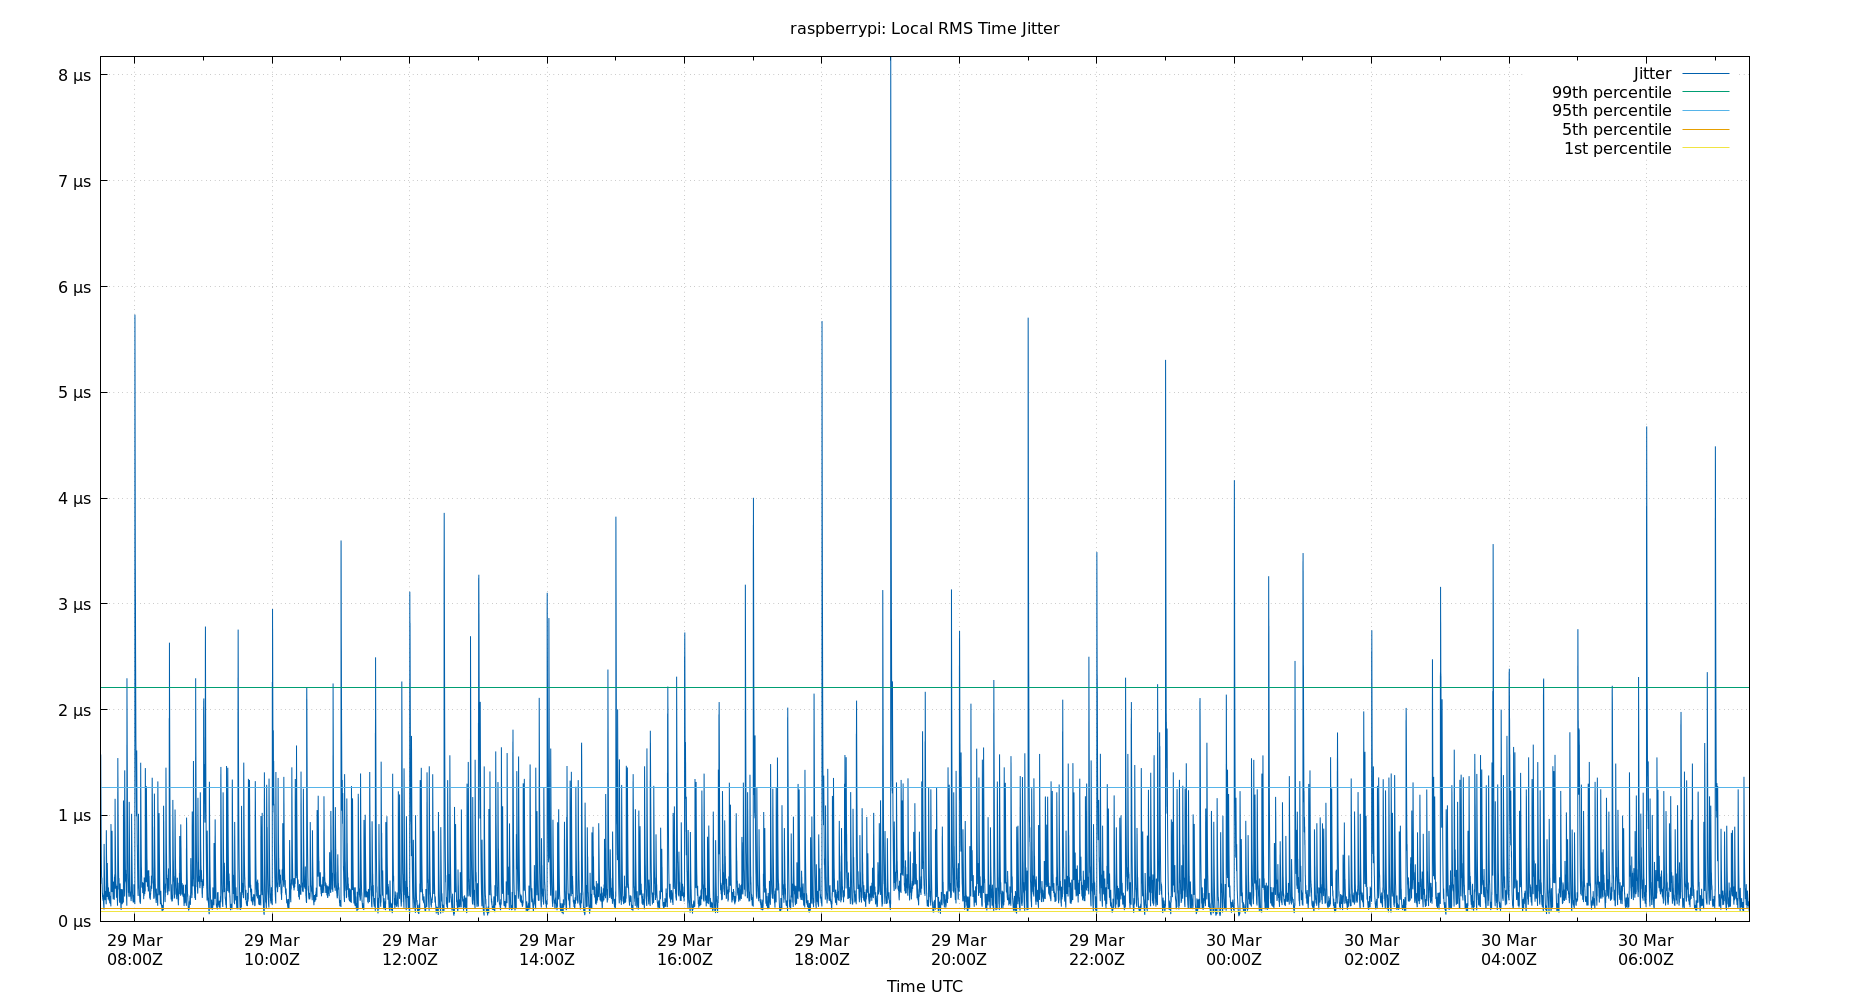 raspberrypi: Local RMS Time Jitter
Jitter
99th percentile
95th percentile
5th percentile
1st percentile
8 µs
7 µs
6 µs
5 µs
4 µs
3 µs
2 µs
1 µs
0 µs
29 Mar 29 Mar 29 Mar 29 Mar 29 Mar 29 Mar 29 Mar 29 Mar 30 Mar 30 Mar 30 Mar 30 Mar
08:00Z 10:00Z 12:00Z 14:00Z 16:00Z 18:00Z 20:00Z 22:00Z 00:00Z 02:00Z 04:00Z 06:00Z
Time UTC